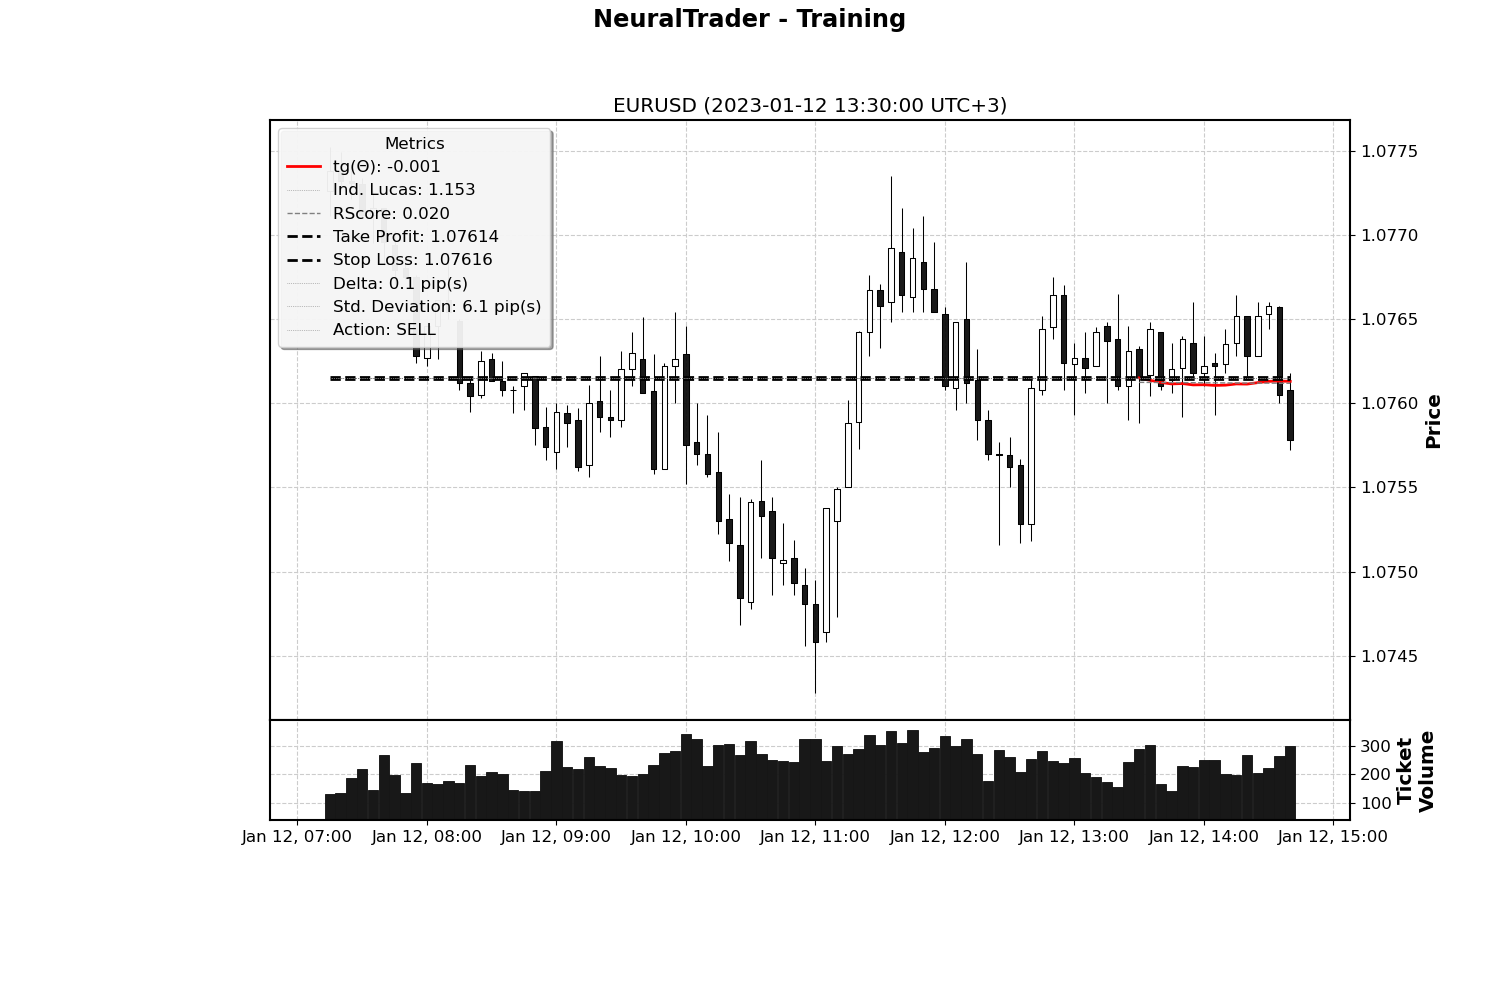 NeuralTrader - Training
EURUSD (2023-01-12 13:30:00 UTC+3)
Metrics
tg(Θ): -0.001
Ind. Lucas: 1.153
RScore: 0.020
Take Profit: 1.07614
Stop Loss: 1.07616
Delta: 0.1 pip(s)
Std. Deviation: 6.1 pip(s)
Action: SELL
1.0775
1.0770
1.0765
1.0760
1.0755
1.0750
1.0745
Price
300
200
100
Ticket
Volume
Jan 12, 07:00
Jan 12, 08:00
Jan 12, 09:00
Jan 12, 10:00
Jan 12, 11:00
Jan 12, 12:00
Jan 12, 13:00
Jan 12, 14:00
Jan 12, 15:00